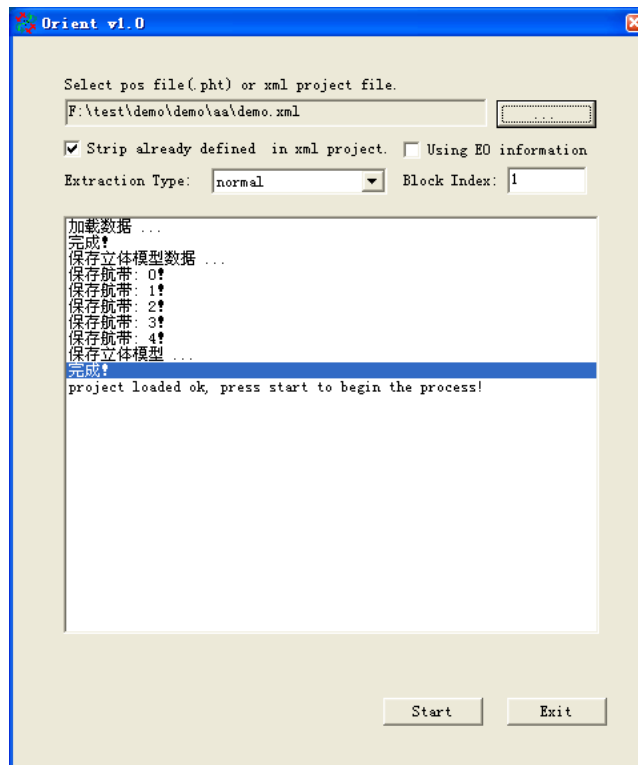 Orient v1.0
Select pos file(.pht) or xml project file.
F:\test\demo\demo\aa\demo.xml
...
Strip already defined in xml project.
Using EO information
Extraction Type:
normal
Block Index:
1
加载数据 ...
完成!
保存立体模型数据 ...
保存航带: 0!
保存航带: 1!
保存航带: 2!
保存航带: 3!
保存航带: 4!
保存立体模型 ...
完成!
project loaded ok, press start to begin the process!
Start
Exit